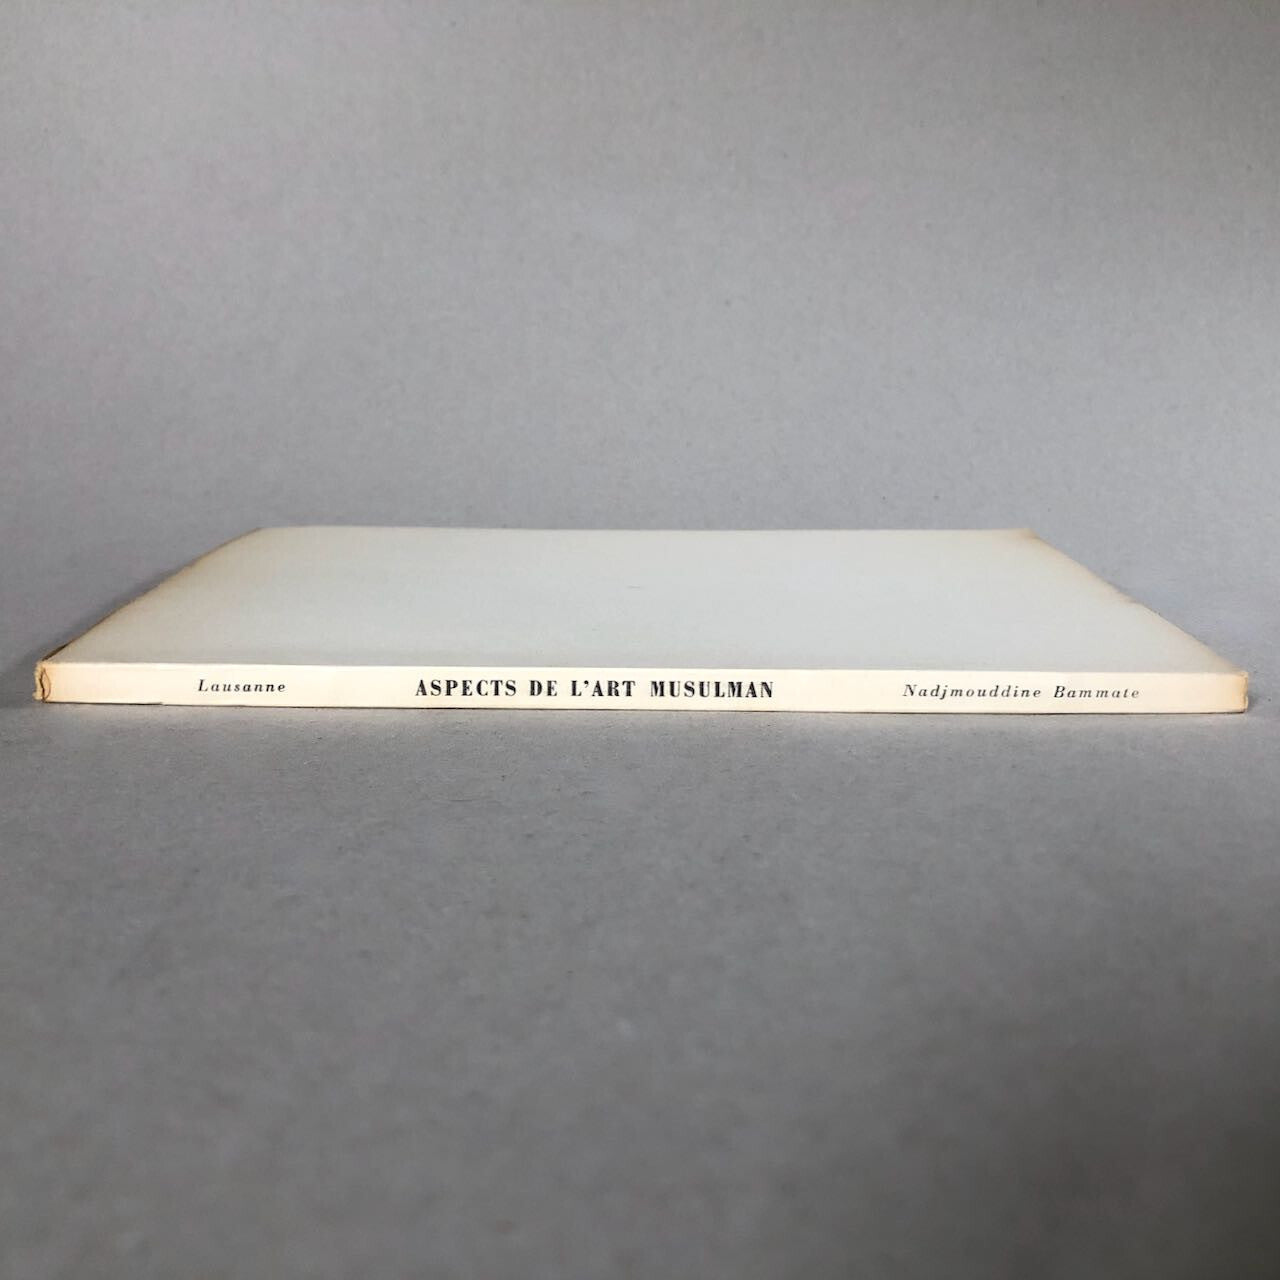 Lausanne ASPECTS DE L'ART MUSULMAN Nadjmouddine Bammate